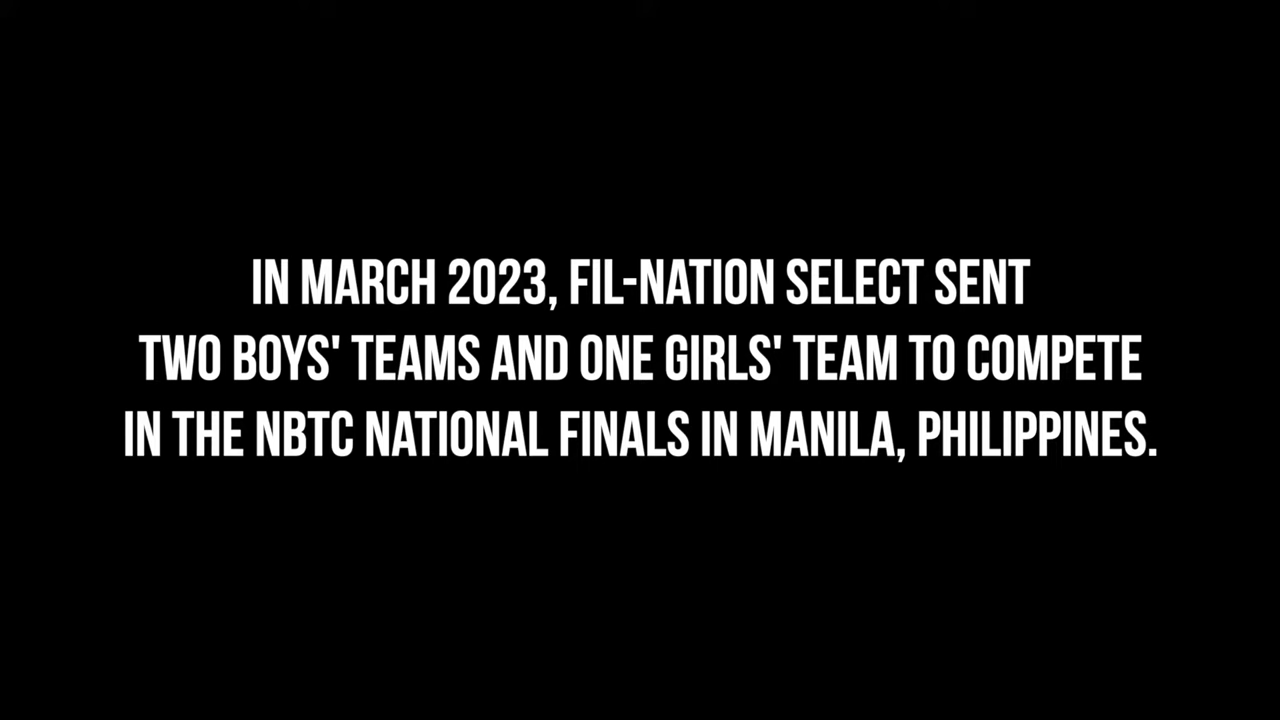 IN MARCH 2023, FIL-NATION SELECT SENT
TWO BOYS' TEAMS AND ONE GIRLS' TEAM TO COMPETE
IN THE NBTC NATIONAL FINALS IN MANILA, PHILIPPINES.